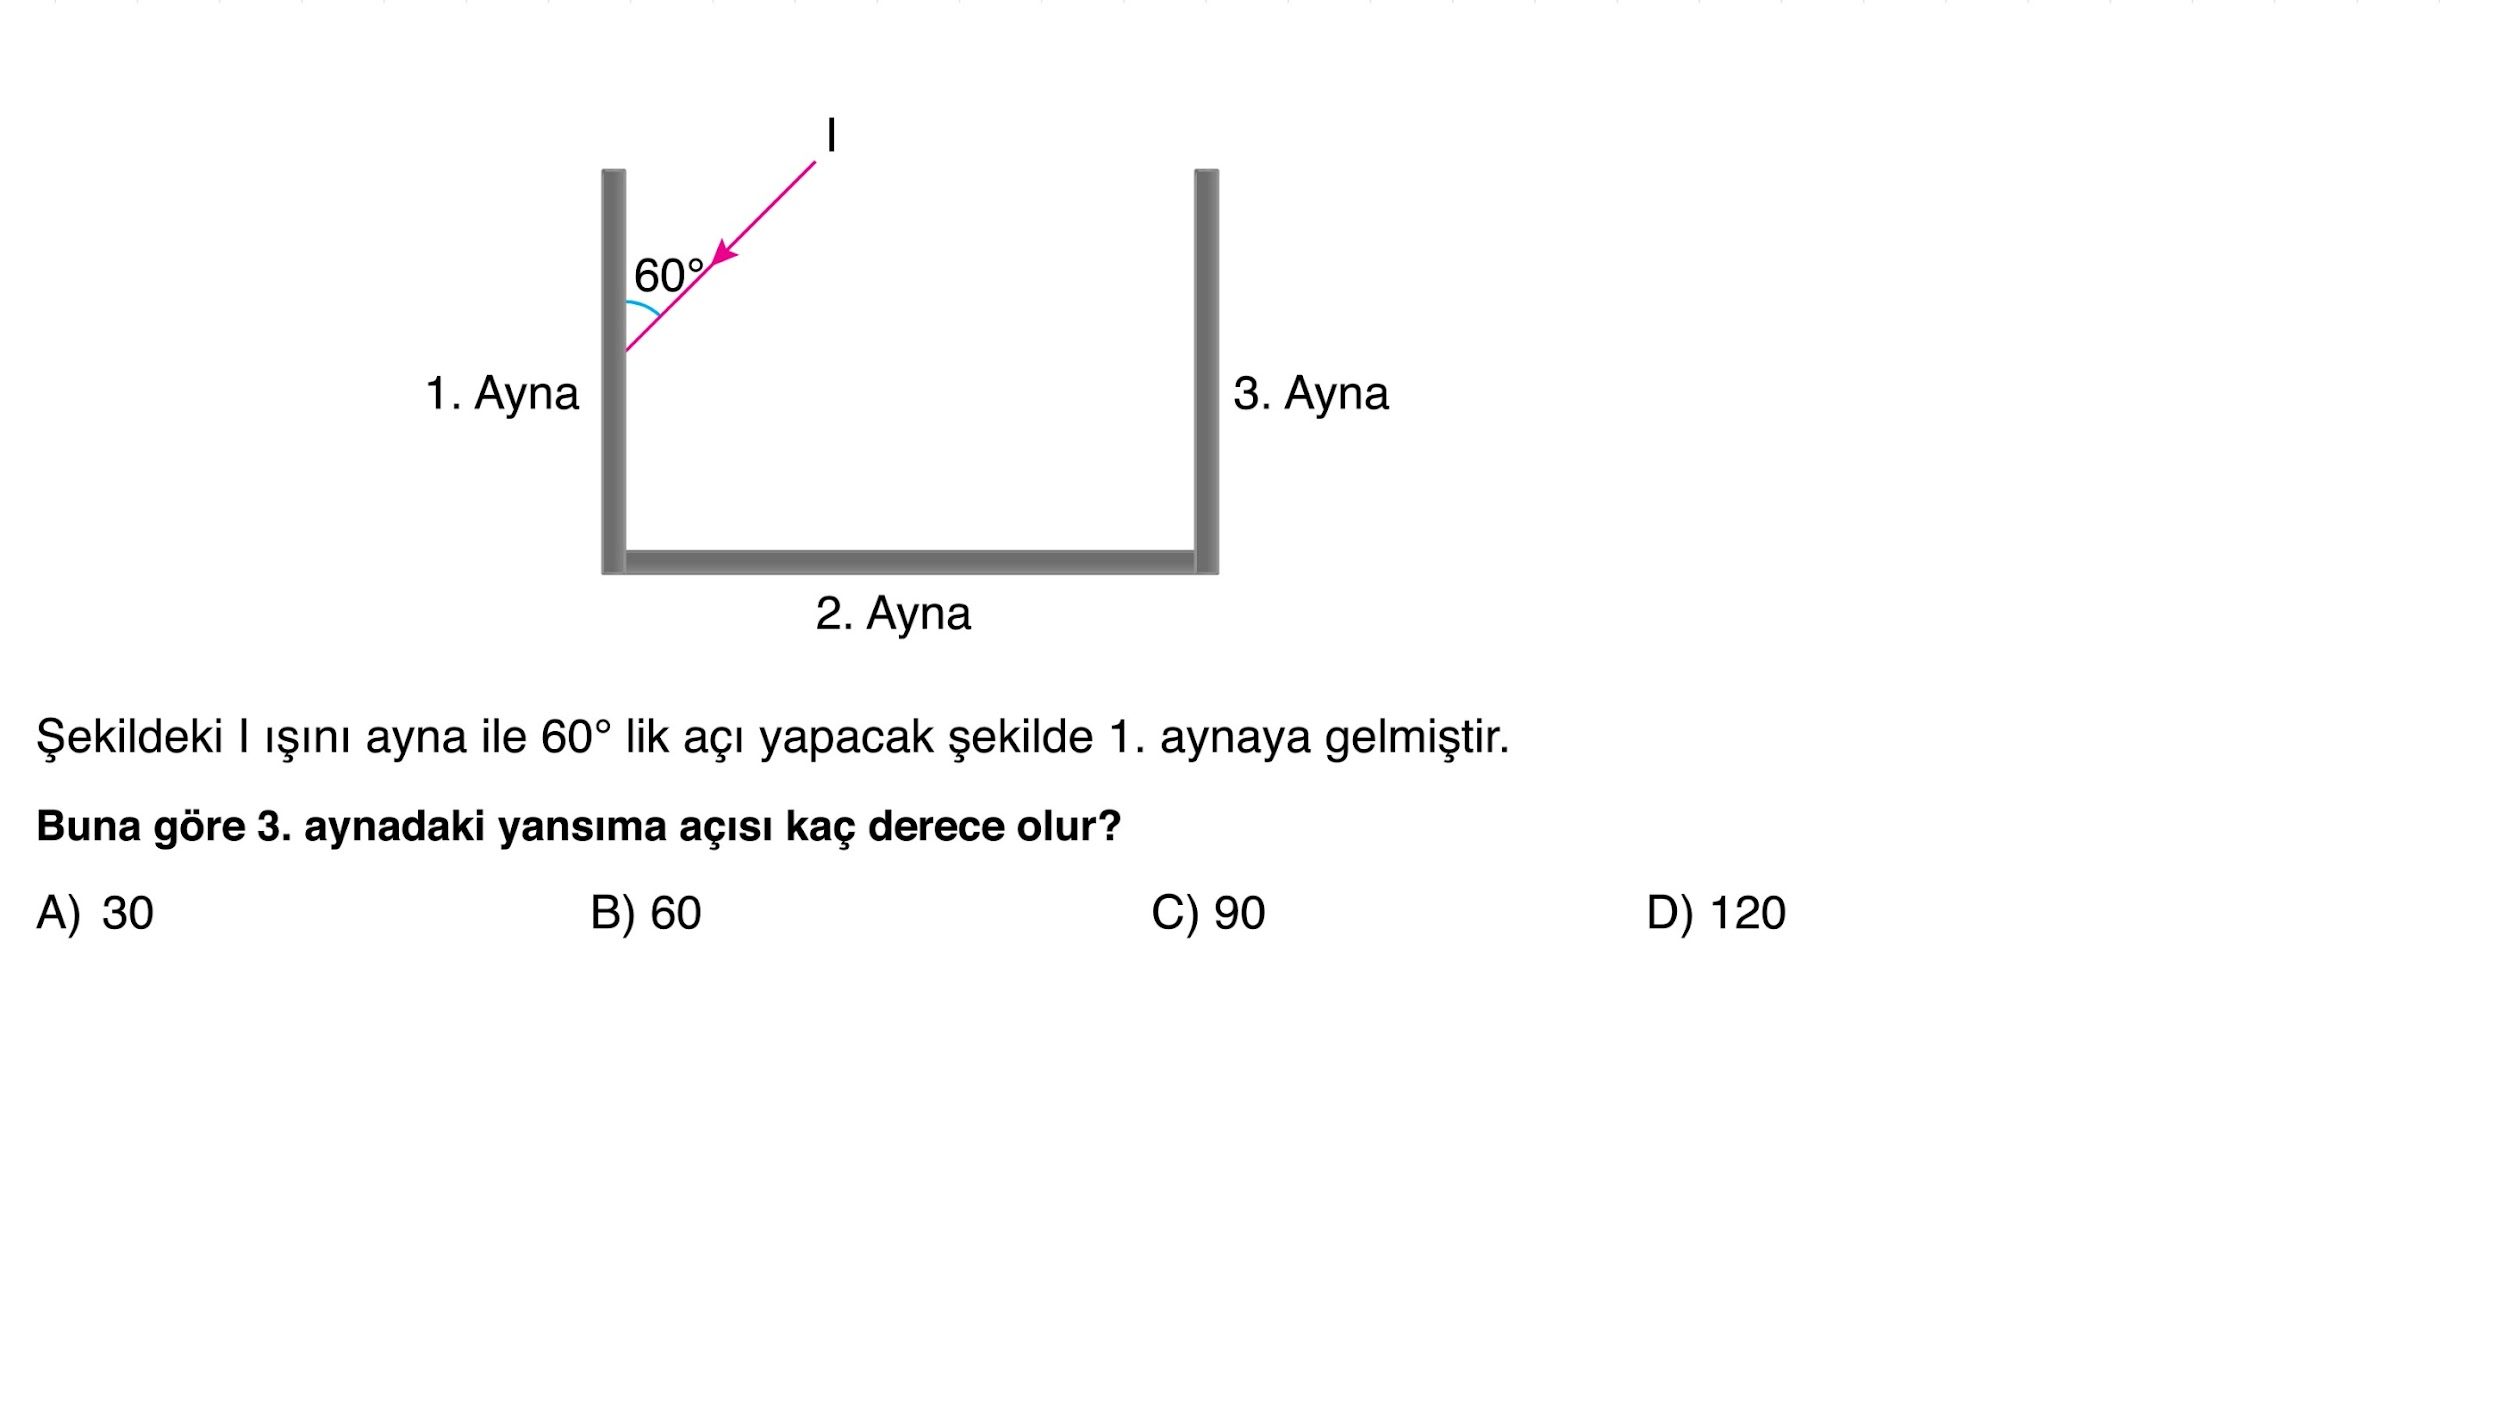 I
60°
1. Ayna
3. Ayna
2. Ayna
Şekildeki I ışını ayna ile 60° lik açı yapacak şekilde 1. aynaya gelmiştir.
Buna göre 3. aynadaki yansıma açısı kaç derece olur?
A) 30 B) 60 C) 90 D) 120